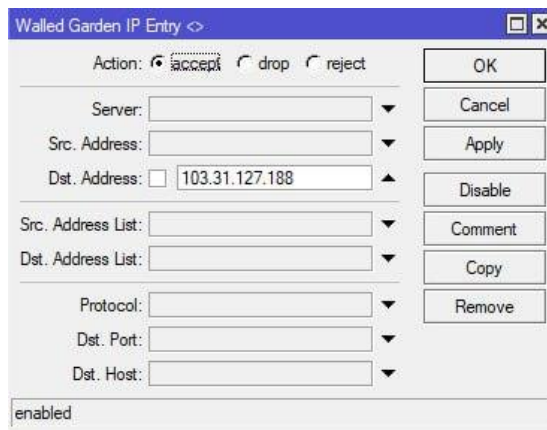 Walled Garden IP Entry <>
Action: accept drop reject
Server:
Src. Address:
Dst. Address: 103.31.127.188
Src. Address List:
Dst. Address List:
Protocol:
Dst. Port:
Dst. Host:
OK
Cancel
Apply
Disable
Comment
Copy
Remove
enabled